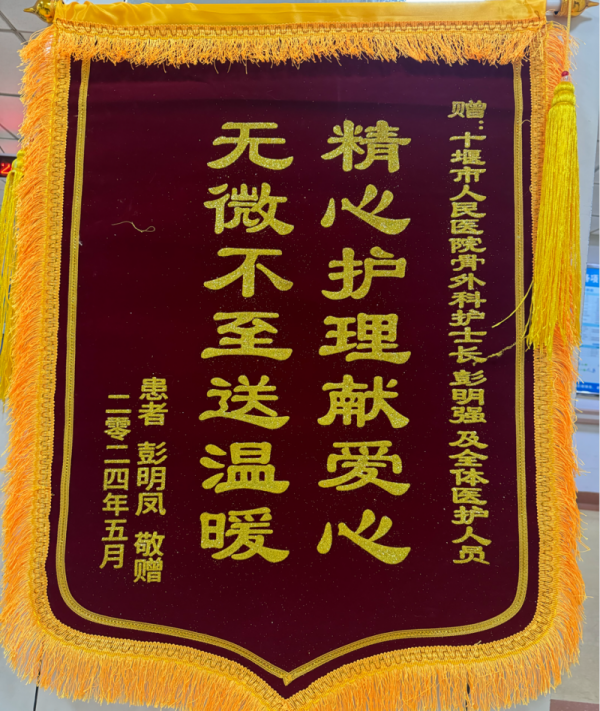 赠：十堰市人民医院骨外科护士长 彭明强 及全体医护人员
精心护理献爱心
无微不至送温暖
患者 彭明凤 敬赠
二零二四年五月